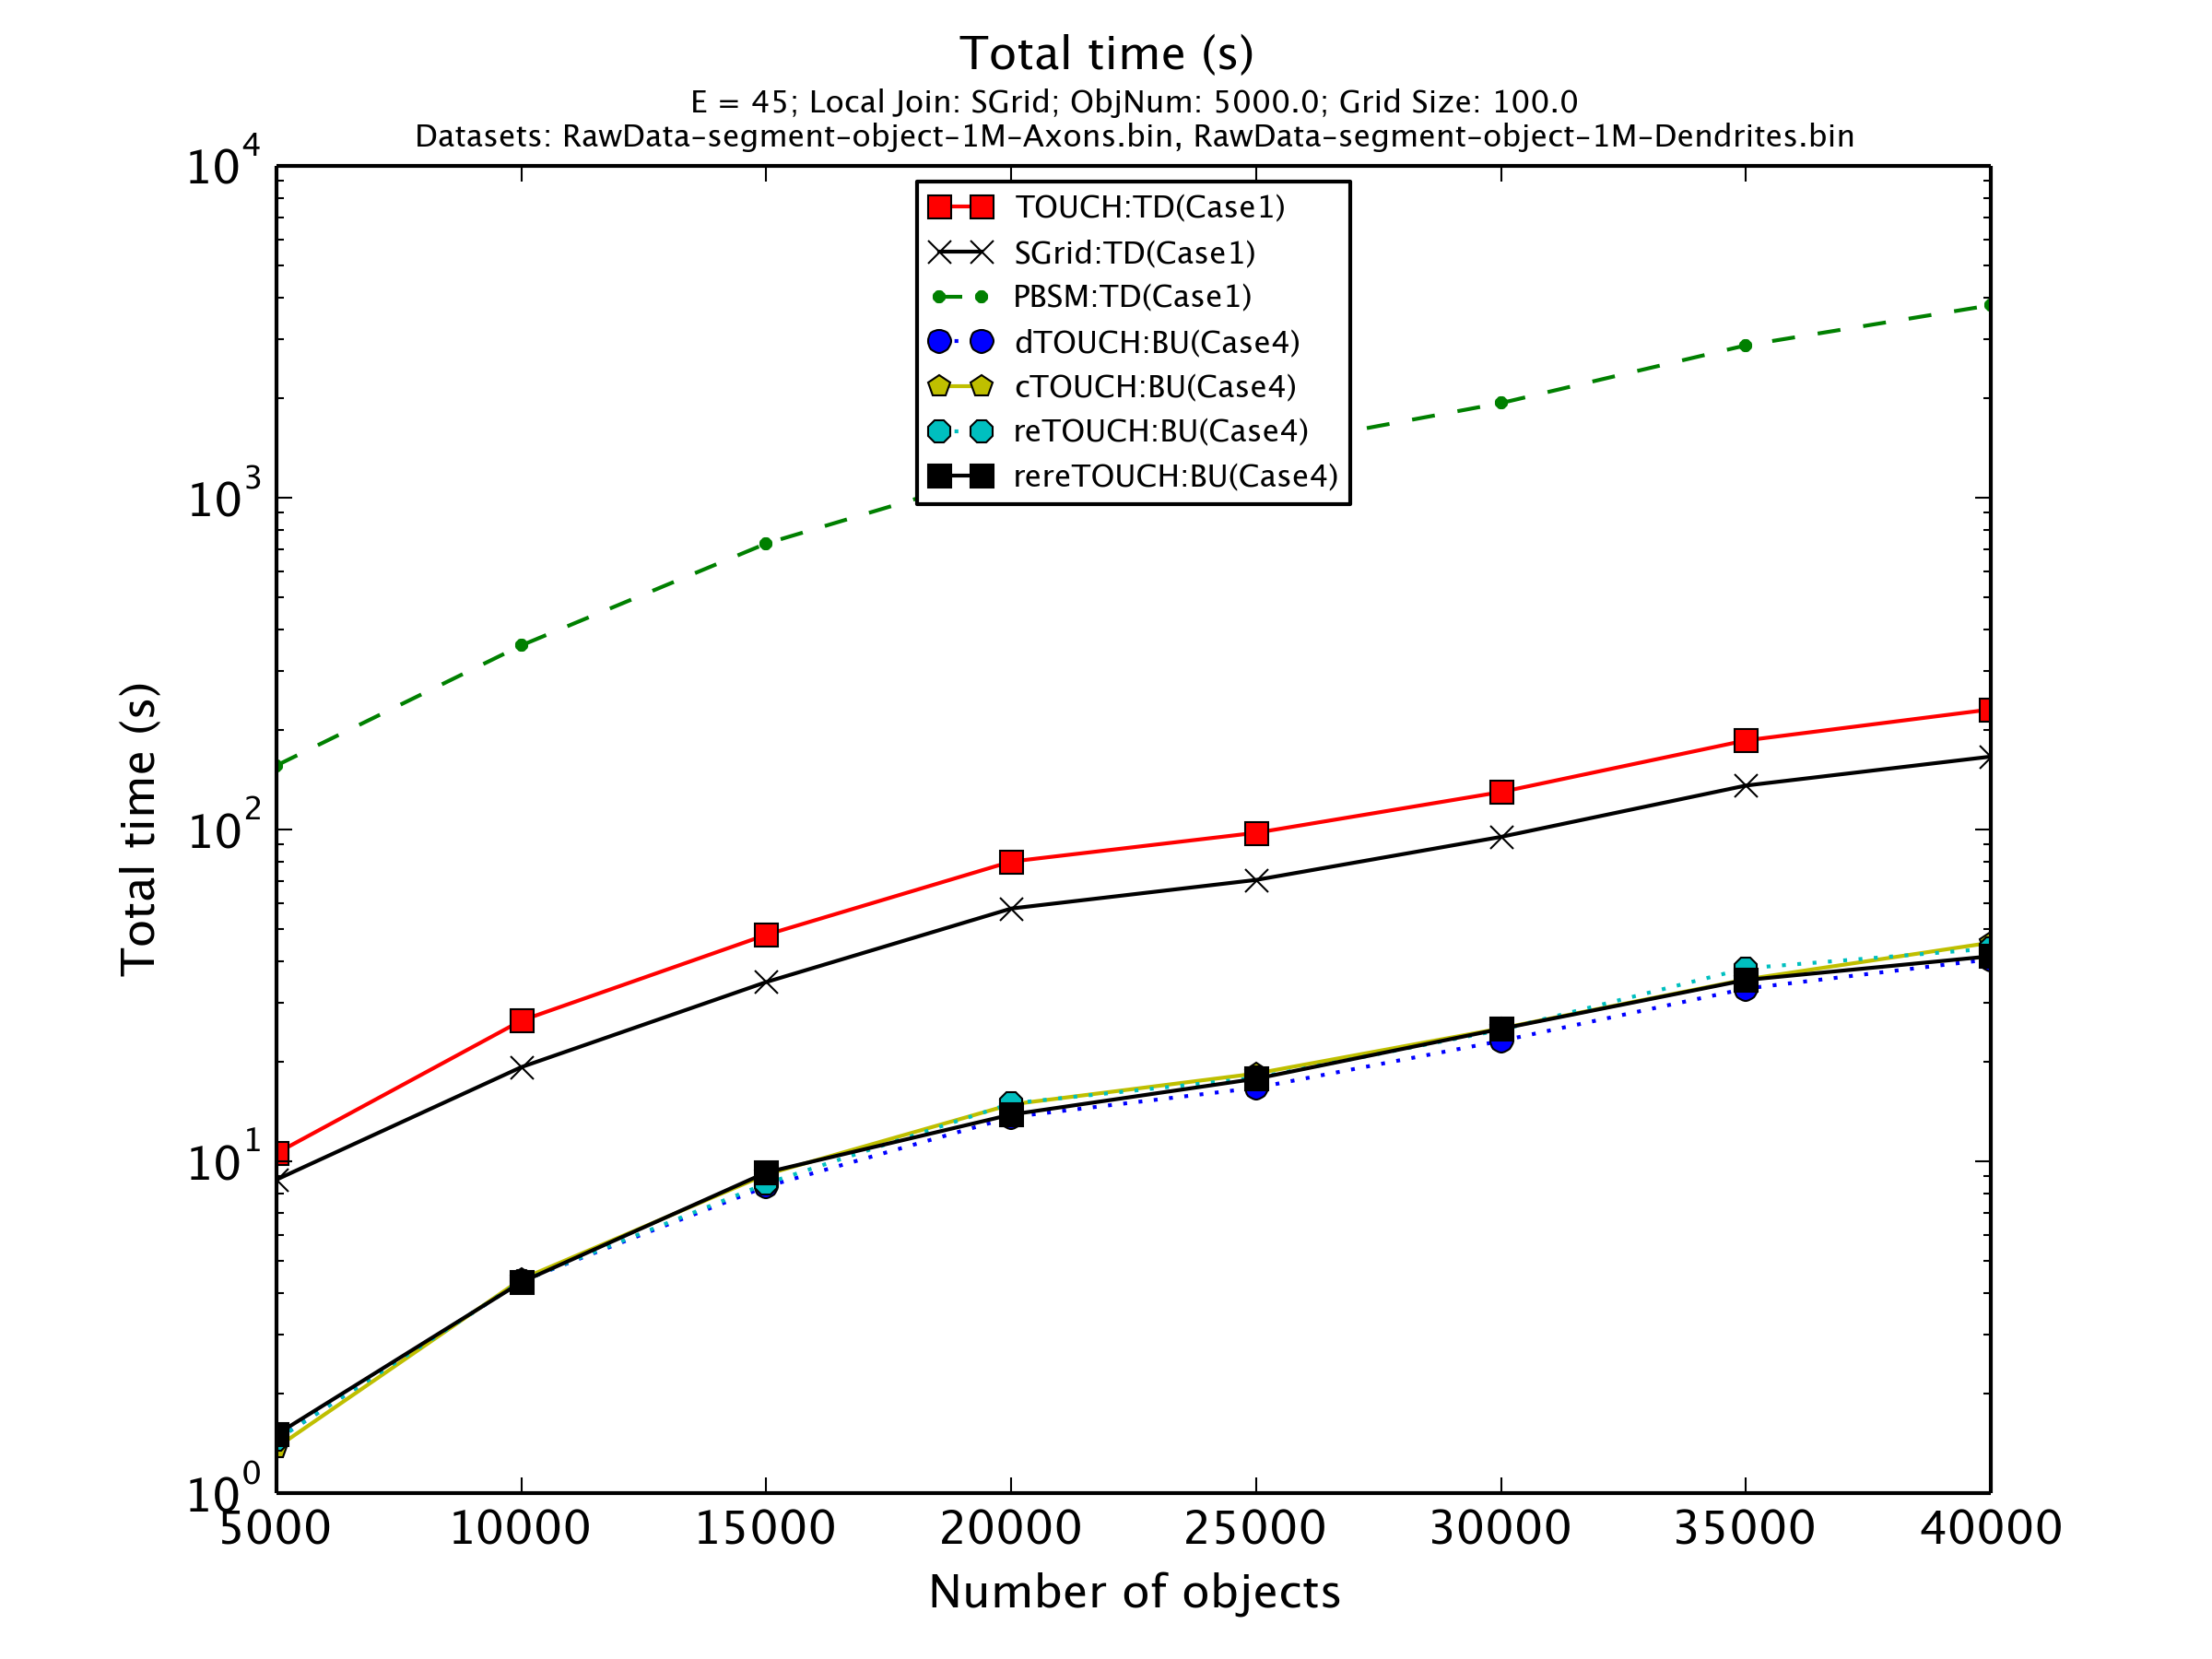 Total time (s)
E = 45; Local Join: SGrid; ObjNum: 5000.0; Grid Size: 100.0
Datasets: RawData-segment-object-1M-Axons.bin, RawData-segment-object-1M-Dendrites.bin
10^4
10^3
10^2
10^1
10^0
Total time (s)
TOUCH:TD(Case1)
SGrid:TD(Case1)
PBSM:TD(Case1)
dTOUCH:BU(Case4)
cTOUCH:BU(Case4)
reTOUCH:BU(Case4)
rereTOUCH:BU(Case4)
5000 10000 15000 20000 25000 30000 35000 40000
Number of objects